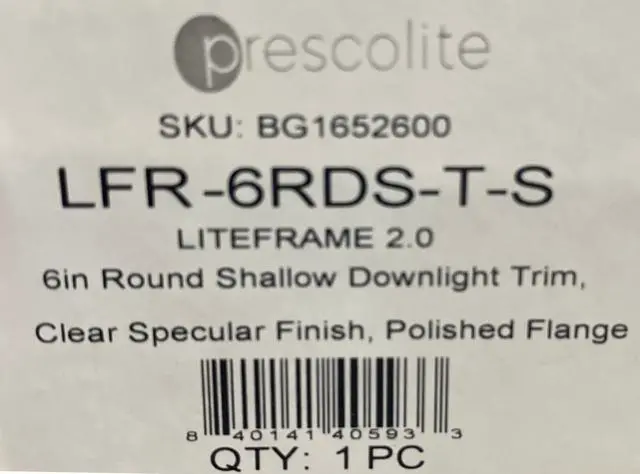 prescolite
SKU: BG1652600
LFR-6RDS-T-S
LITEFRAME 2.0
6in Round Shallow Downlight Trim,
Clear Specular Finish, Polished Flange
8 40141 40593 3
QTY: 1 PC